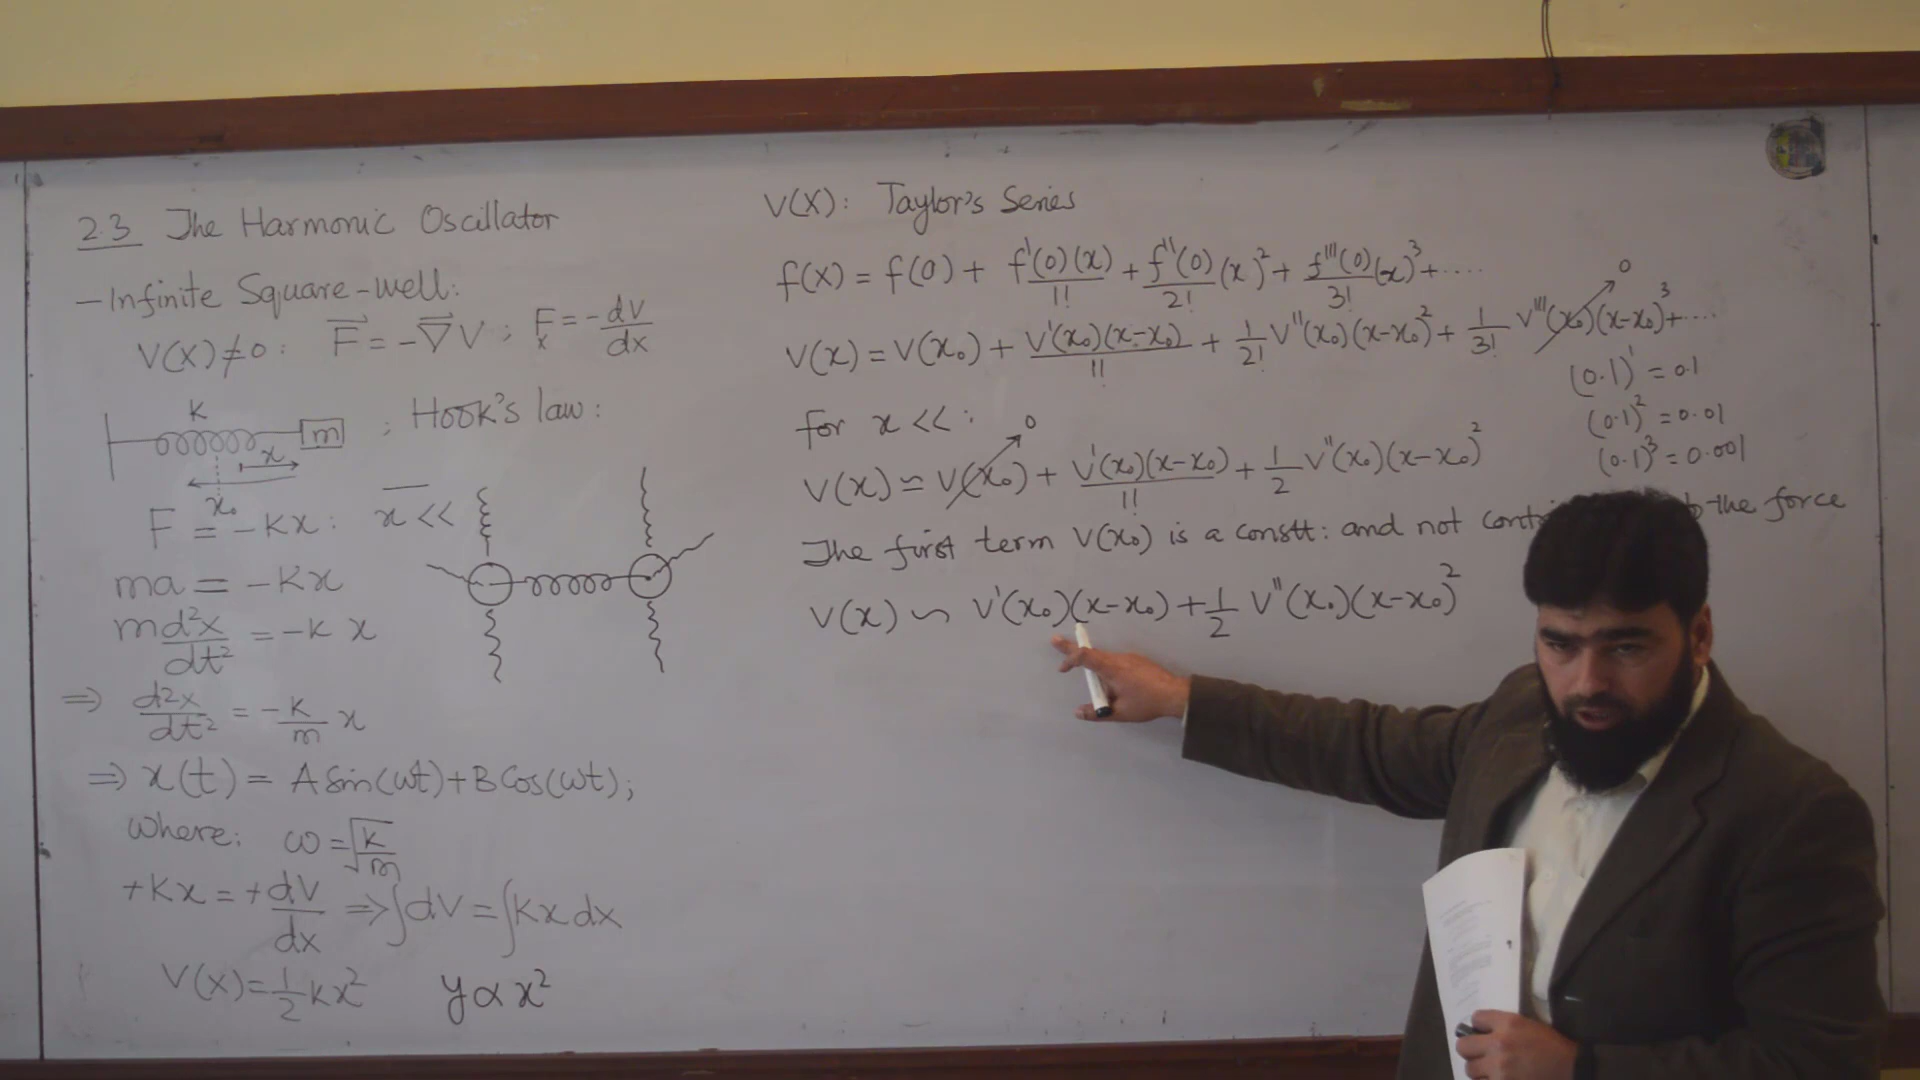 2.3 The Harmonic Oscillator
— Infinite Square-well:
V(x)≠0: F⃗ = -∇⃗V ; Fx = -dV/dx
K
m
x
x₀
; Hook's law:
F = -kx: x <<
ma = -Kx
m d²x/dt² = -k x
⇒ d²x/dt² = -k/m x
⇒ x(t) = A Sin(ωt) + B Cos(ωt);
Where: ω = √(k/m)
+Kx = +dV/dx ⇒ ∫dV = ∫Kx dx
V(x) = 1/2 kx² y ∝ x²
V(x): Taylor's Series
f(x) = f(0) + f'(0)(x)/1! + f''(0)/2! (x)² + f'''(0)/3! (x)³ + ....
V(x) = V(x₀) + V'(x₀)(x-x₀)/1! + 1/2! V''(x₀)(x-x₀)² + 1/3! V'''(x₀)(x-x₀)³ + ....
0
(0.1)¹ = 0.1
(0.1)² = 0.01
(0.1)³ = 0.001
for x <<:
0
V(x) ≃ V(x₀) + V'(x₀)(x-x₀)/1! + 1/2 V''(x₀)(x-x₀)²
The first term V(x₀) is a constt: and not the force
V(x) ∽ V'(x₀)(x-x₀) + 1/2 V''(x₀)(x-x₀)²